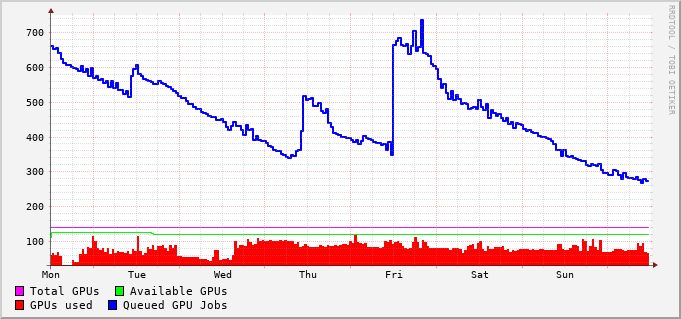 700
600
500
400
300
200
100
Mon Tue Wed Thu Fri Sat Sun
Total GPUs Available GPUs
GPUs used Queued GPU Jobs
RRDTOOL / TOBI OETIKER